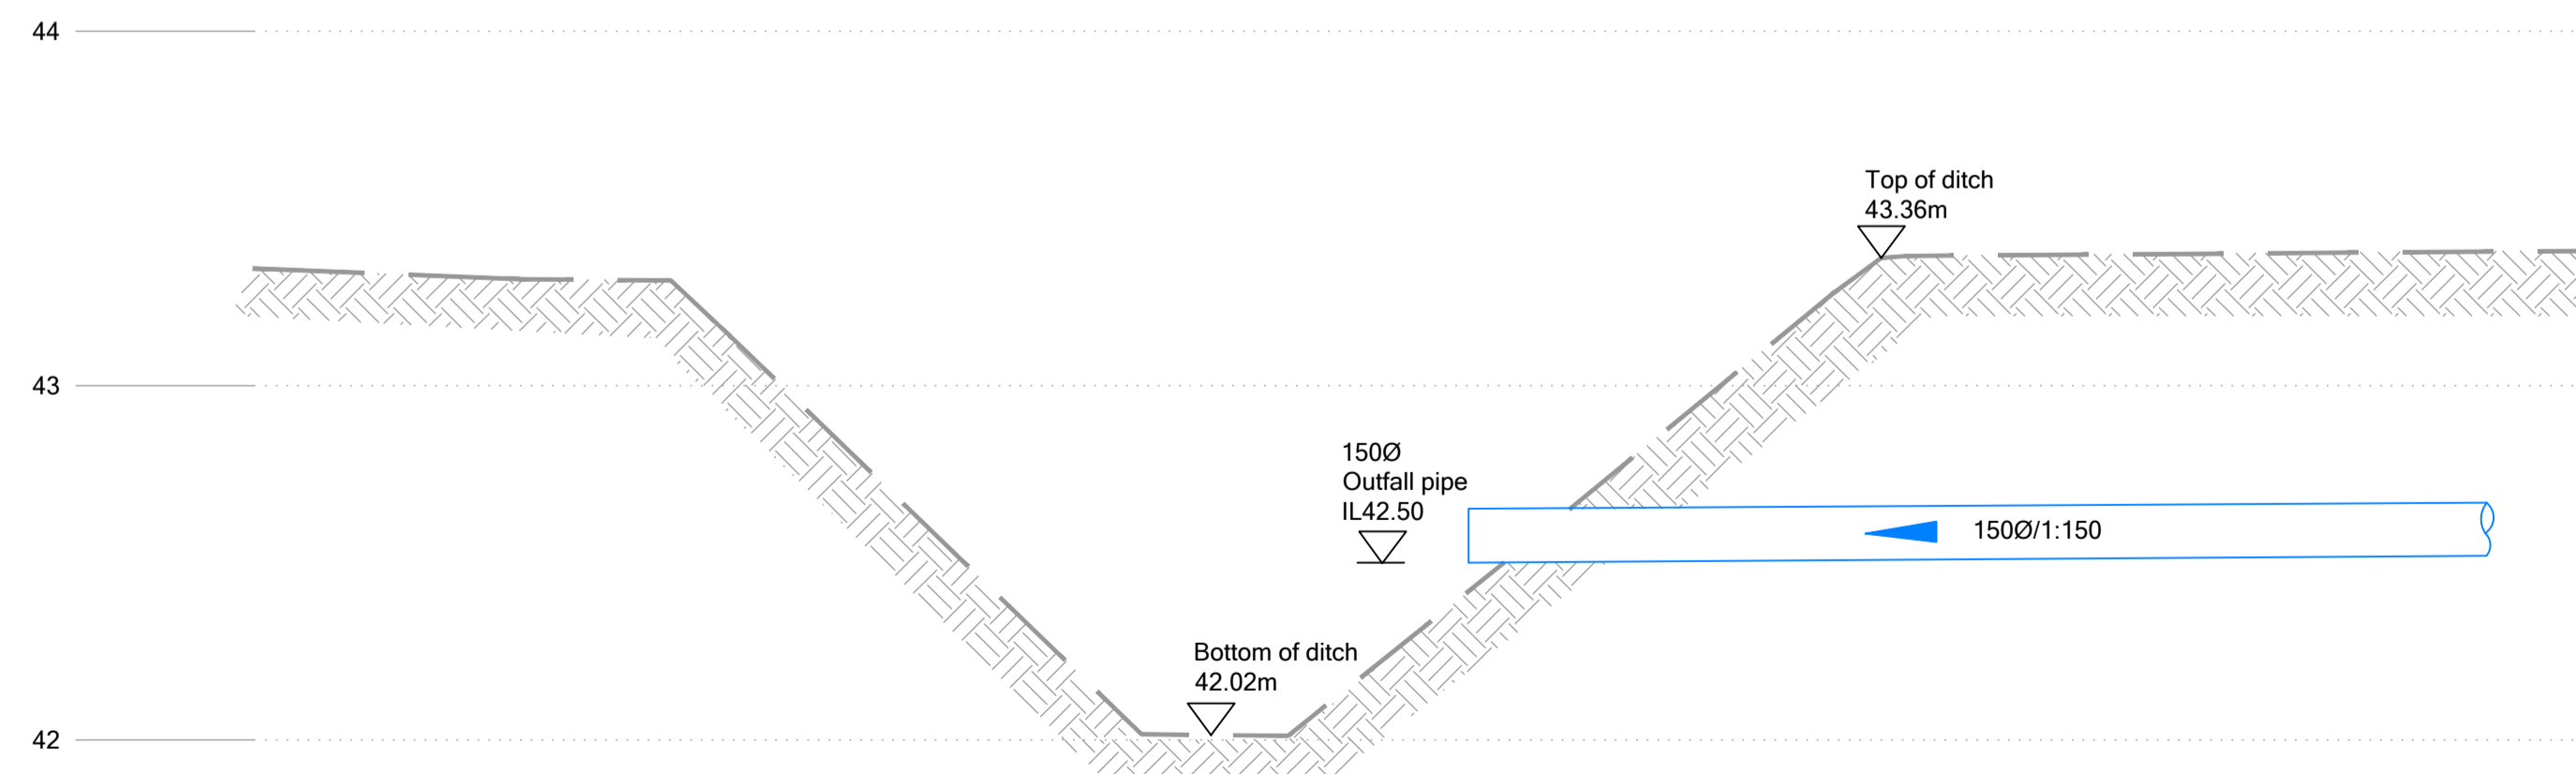 44
Top of ditch
43.36m
43
150Ø
Outfall pipe
IL42.50
150Ø/1:150
Bottom of ditch
42.02m
42